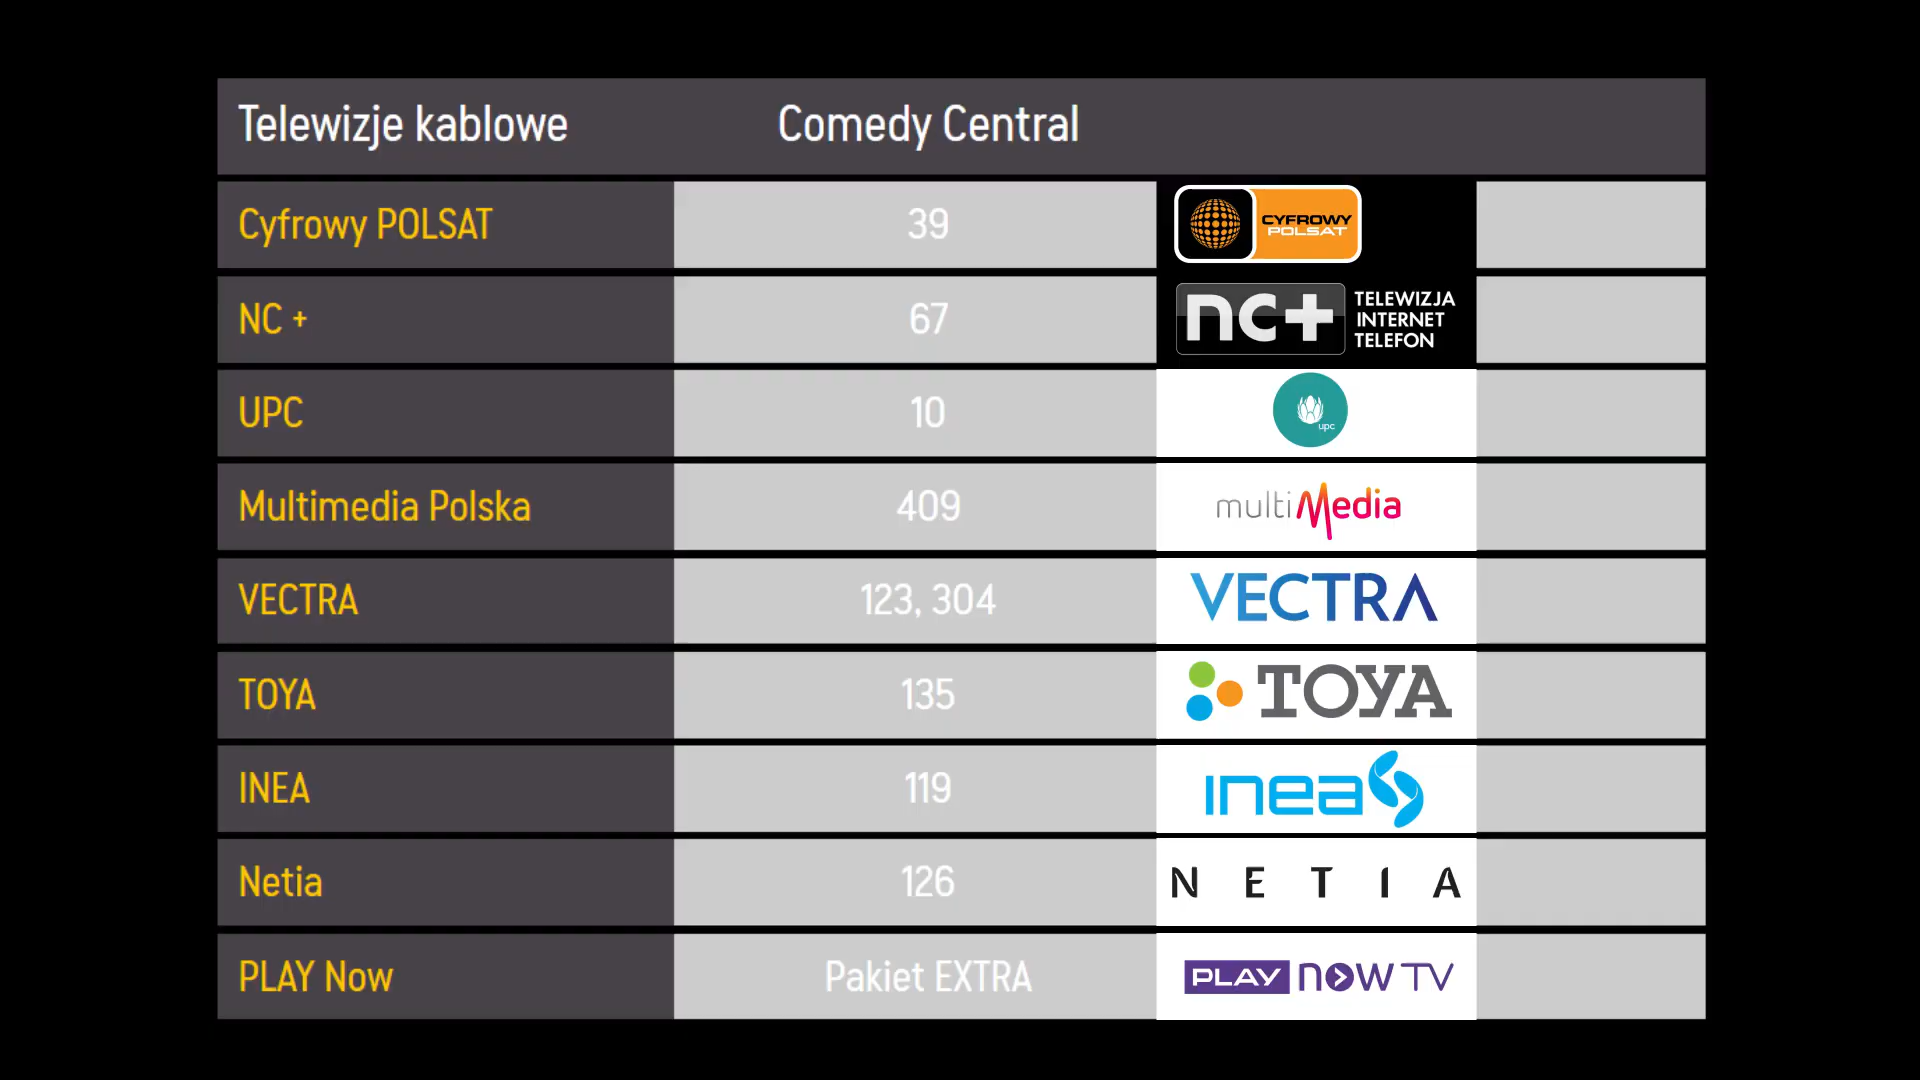 Telewizje kablowe Comedy Central
Cyfrowy POLSAT 39 CYFROWY
POLSAT
NC + 67 nc+ TELEWIZJA
INTERNET
TELEFON
UPC 10 upc
Multimedia Polska 409 multiMedia
VECTRA 123, 304 VECTRA
TOYA 135 TOYA
INEA 119 inea
Netia 126 NETIA
PLAY Now Pakiet EXTRA PLAY NOW TV